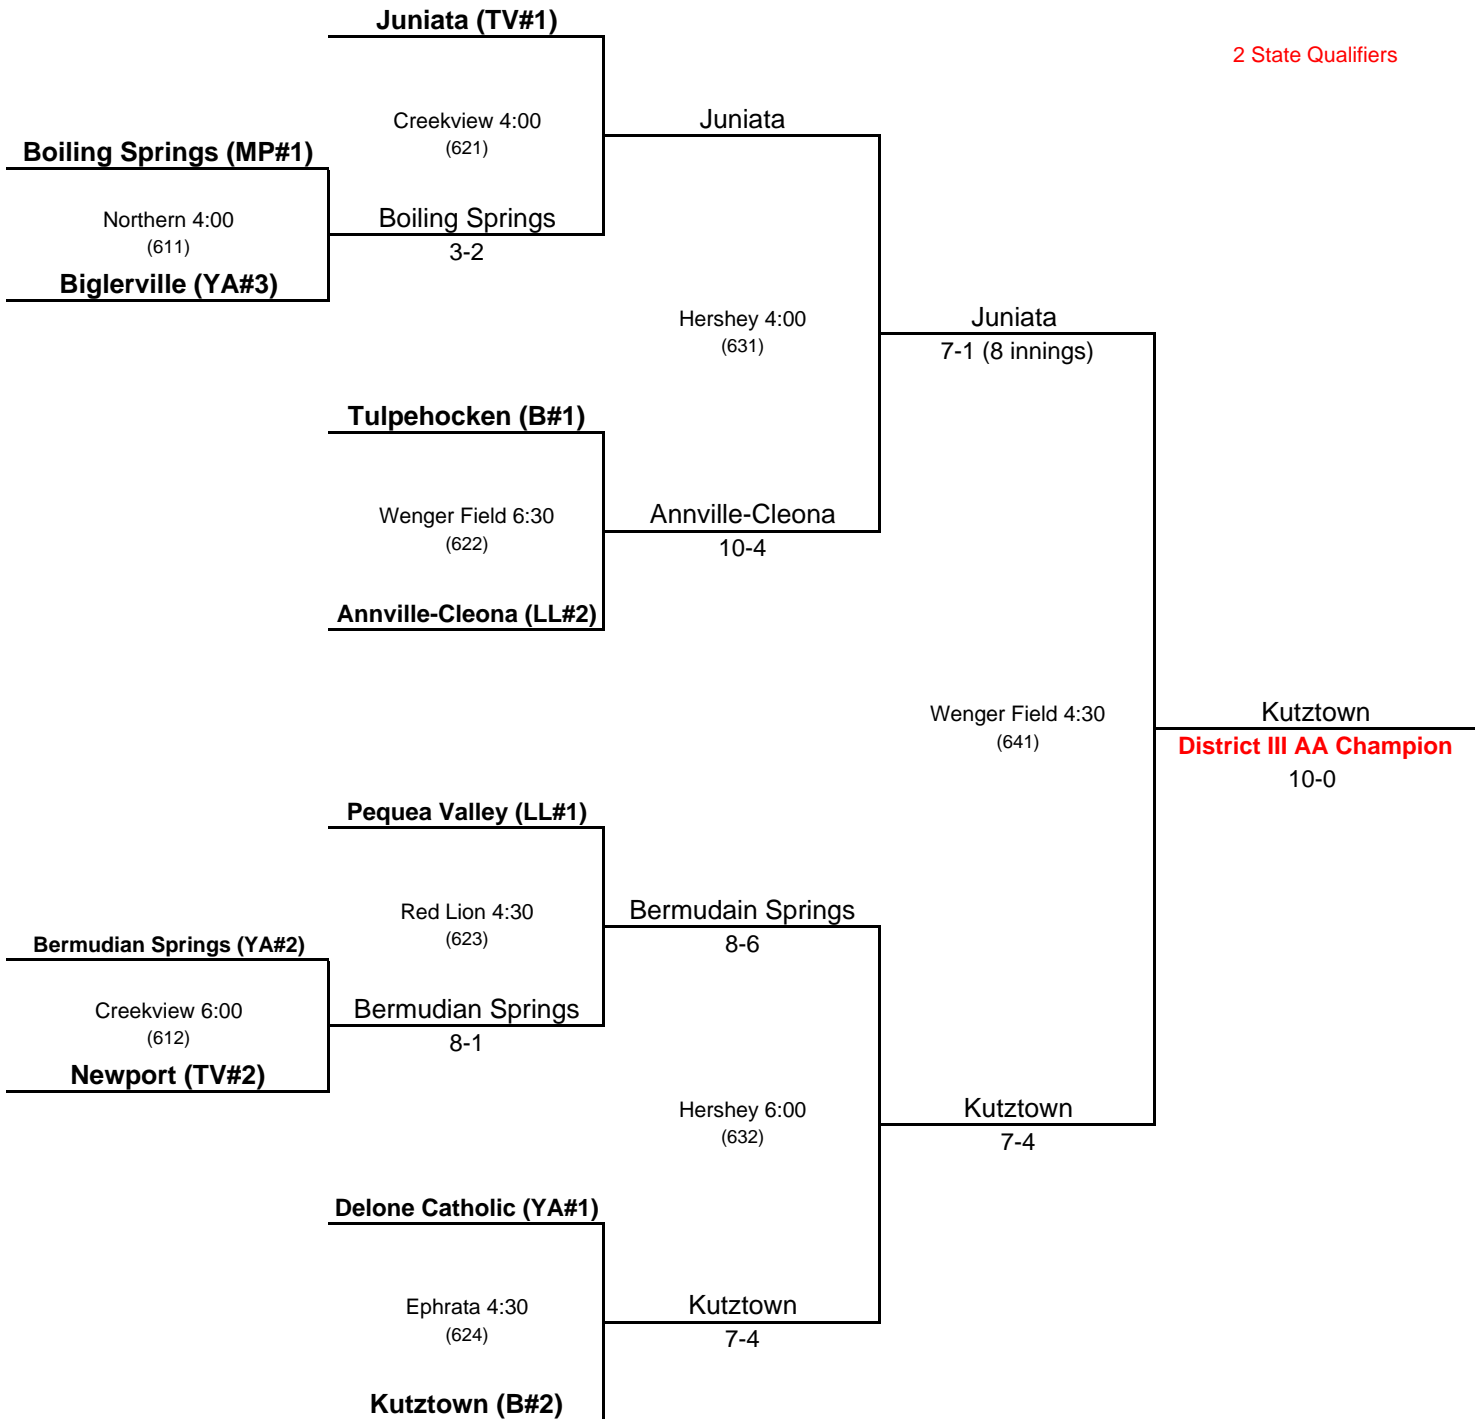 Juniata (TV#1)
2 State Qualifiers
Creekview 4:00
(621)
Juniata
Boiling Springs (MP#1)
Northern 4:00
(611)
Boiling Springs
3-2
Biglerville (YA#3)
Hershey 4:00
(631)
Juniata
7-1 (8 innings)
Tulpehocken (B#1)
Wenger Field 6:30
(622)
Annville-Cleona
10-4
Annville-Cleona (LL#2)
Wenger Field 4:30
(641)
Kutztown
District III AA Champion
10-0
Pequea Valley (LL#1)
Red Lion 4:30
(623)
Bermudain Springs
8-6
Bermudian Springs (YA#2)
Creekview 6:00
(612)
Bermudian Springs
8-1
Newport (TV#2)
Hershey 6:00
(632)
Kutztown
7-4
Delone Catholic (YA#1)
Ephrata 4:30
(624)
Kutztown
7-4
Kutztown (B#2)